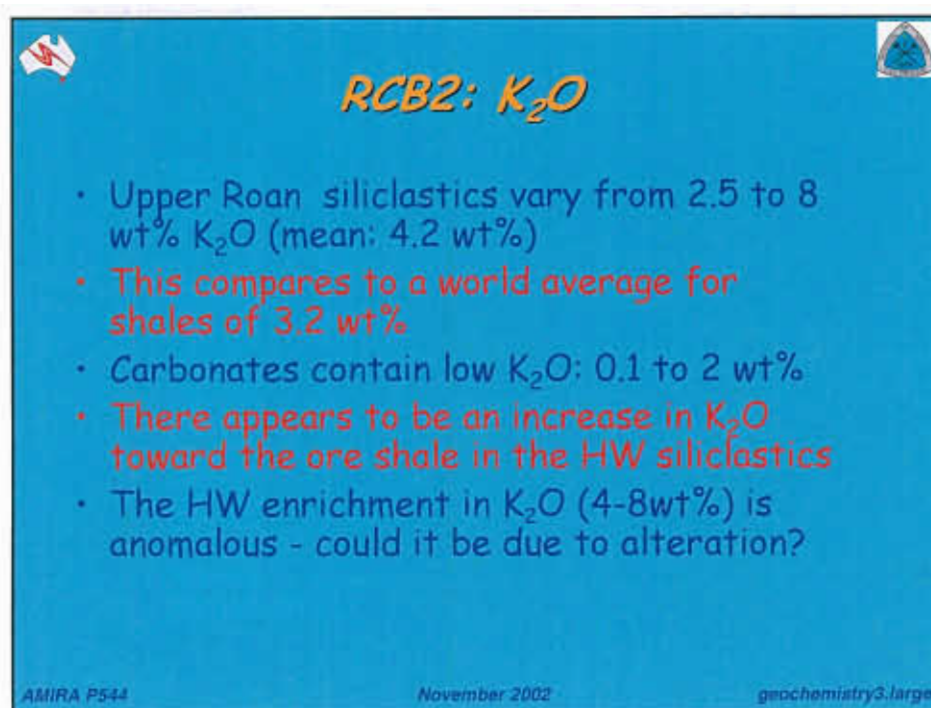 RCB2: K₂O
· Upper Roan siliclastics vary from 2.5 to 8
wt% K₂O (mean: 4.2 wt%)
· This compares to a world average for
shales of 3.2 wt%
· Carbonates contain low K₂O: 0.1 to 2 wt%
· There appears to be an increase in K₂O
toward the ore shale in the HW siliclastics
· The HW enrichment in K₂O (4-8wt%) is
anomalous - could it be due to alteration?
AMIRA P544 November 2002 geochemistry3.large